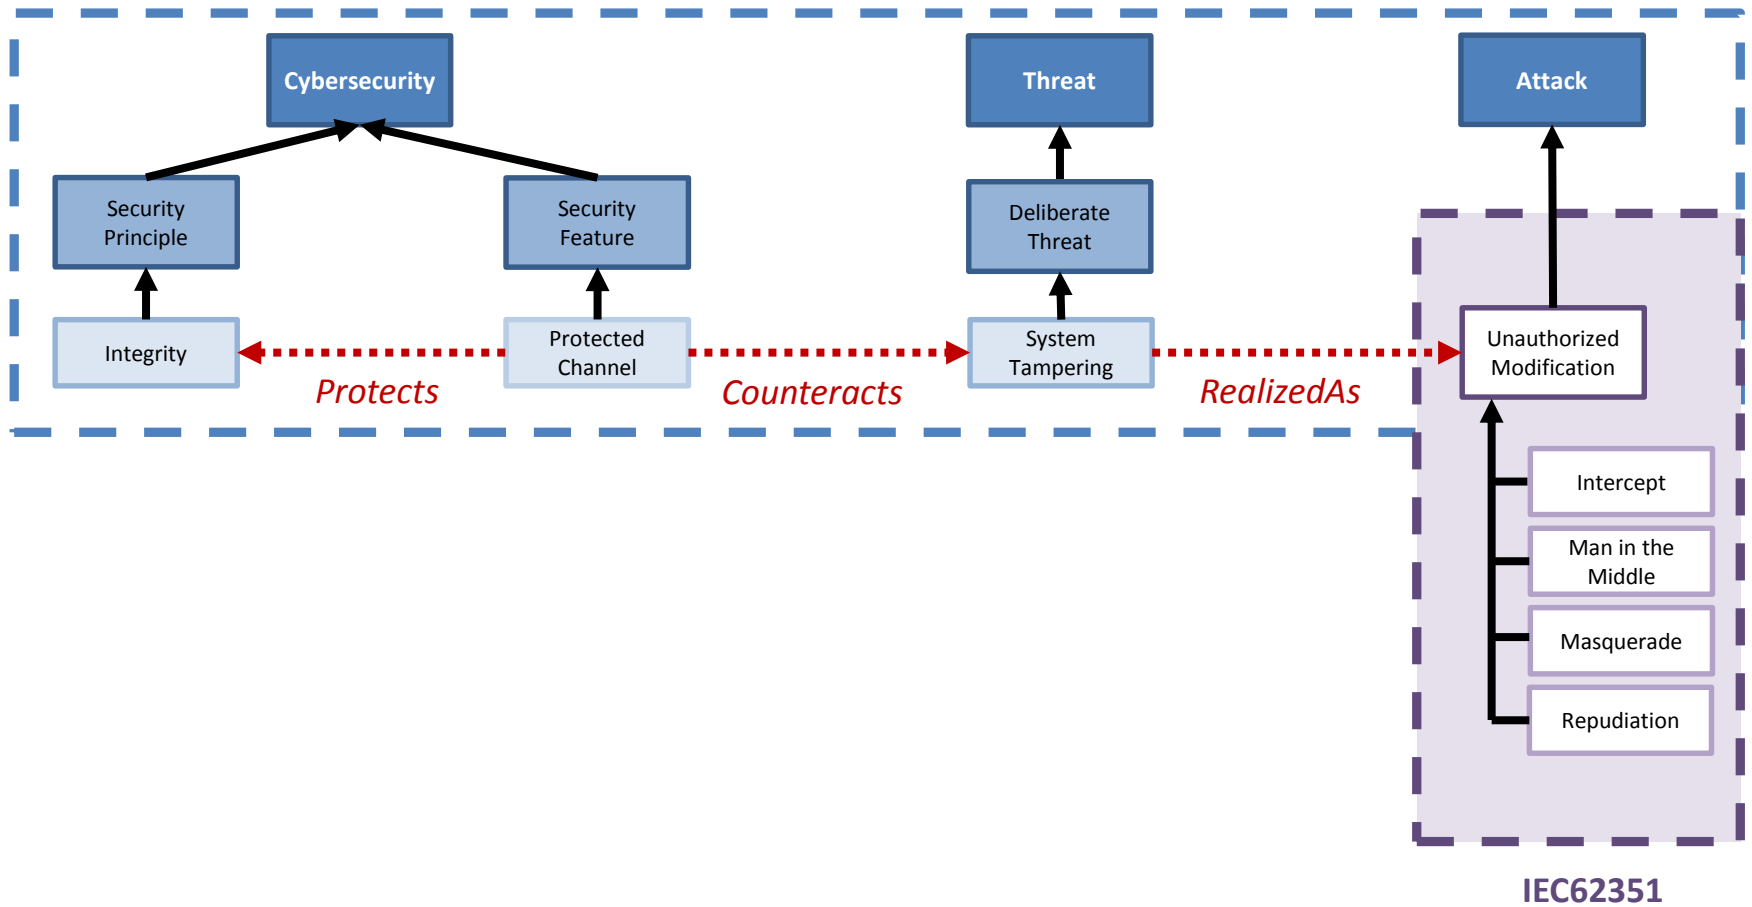 Cybersecurity
Threat
Attack
Security
Principle
Security
Feature
Deliberate
Threat
Integrity
Protected
Channel
System
Tampering
Unauthorized
Modification
Protects
Counteracts
RealizedAs
Intercept
Man in the
Middle
Masquerade
Repudiation
IEC62351